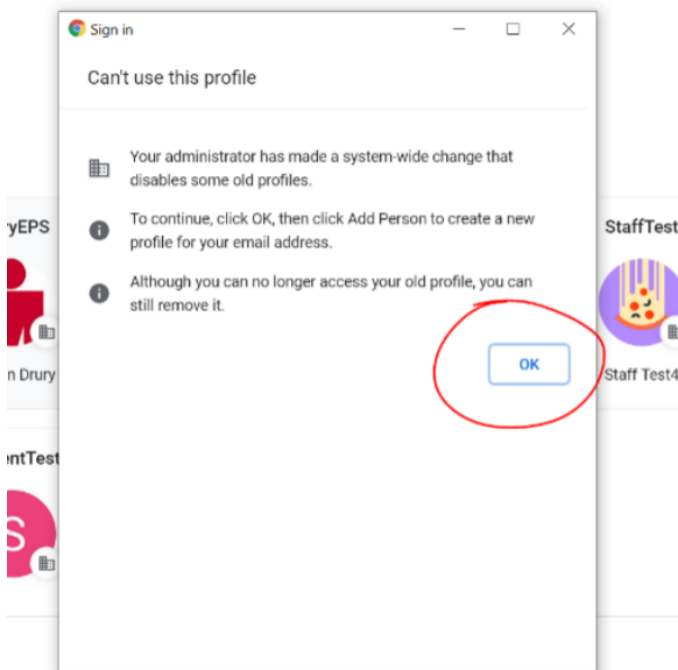 Sign in
Can't use this profile
Your administrator has made a system-wide change that
disables some old profiles.
To continue, click OK, then click Add Person to create a new
profile for your email address.
Although you can no longer access your old profile, you can
still remove it.
OK
yEPS
n Drury
entTest
S
StaffTest
Staff Test4